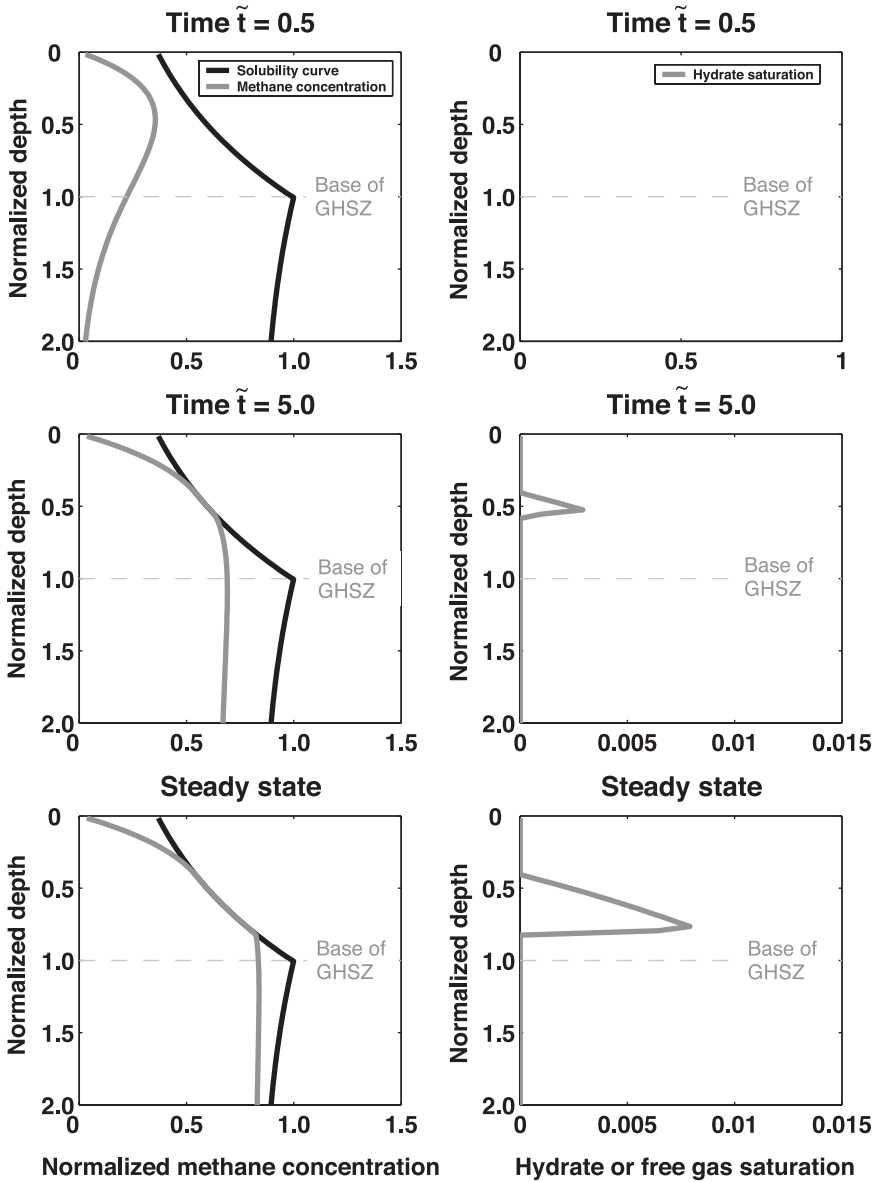 Time t̃ = 0.5
Normalized depth
0
0.5
1.0
1.5
2.0
Solubility curve
Methane concentration
Base of
GHSZ
0 0.5 1.0 1.5
Time t̃ = 0.5
Normalized depth
0
0.5
1.0
1.5
2.0
Hydrate saturation
Base of
GHSZ
0 0.5 1
Time t̃ = 5.0
Normalized depth
0
0.5
1.0
1.5
2.0
Base of
GHSZ
0 0.5 1.0 1.5
Time t̃ = 5.0
Normalized depth
0
0.5
1.0
1.5
2.0
Base of
GHSZ
0 0.005 0.01 0.015
Steady state
Normalized depth
0
0.5
1.0
1.5
2.0
Base of
GHSZ
0 0.5 1.0 1.5
Normalized methane concentration
Steady state
Normalized depth
0
0.5
1.0
1.5
2.0
Base of
GHSZ
0 0.005 0.01 0.015
Hydrate or free gas saturation